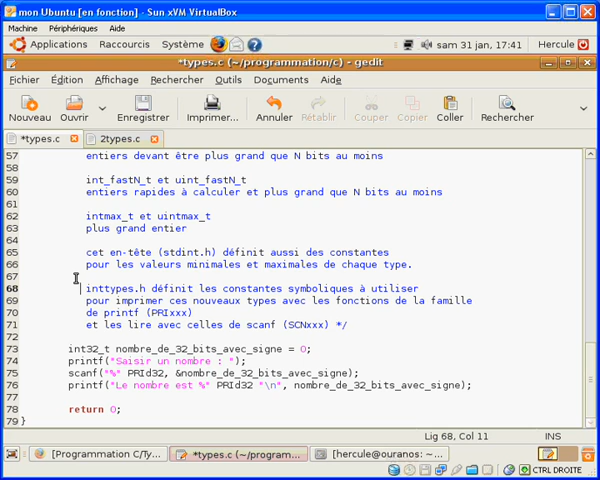 mon Ubuntu [en fonction] - Sun xVM VirtualBox
Machine Périphériques Aide
Applications Raccourcis Système sam 31 jan, 17:41 Hercule
*types.c (~/programmation/c) - gedit
Fichier Édition Affichage Rechercher Outils Documents Aide
Nouveau Ouvrir Enregistrer Imprimer... Annuler Rétablir Couper Copier Coller Rechercher
*types.c 2types.c
57 entiers devant être plus grand que N bits au moins
58
59 int_fastN_t et uint_fastN_t
60 entiers rapides à calculer et plus grand que N bits au moins
61
62 intmax_t et uintmax_t
63 plus grand entier
64
65 cet en-tête (stdint.h) définit aussi des constantes
66 pour les valeurs minimales et maximales de chaque type.
67
68 inttypes.h définit les constantes symboliques à utiliser
69 pour imprimer ces nouveaux types avec les fonctions de la famille
70 de printf (PRIxxx)
71 et les lire avec celles de scanf (SCNxxx) */
72
73 int32_t nombre_de_32_bits_avec_signe = 0;
74 printf("Saisir un nombre : ");
75 scanf("%" PRId32, &nombre_de_32_bits_avec_signe);
76 printf("Le nombre est %" PRId32 "\n", nombre_de_32_bits_avec_signe);
77
78 return 0;
79 }
Lig 68, Col 11 INS
[Programmation C/Ty... *types.c (~/program... [hercule@ouranos: ~...
CTRL DROITE